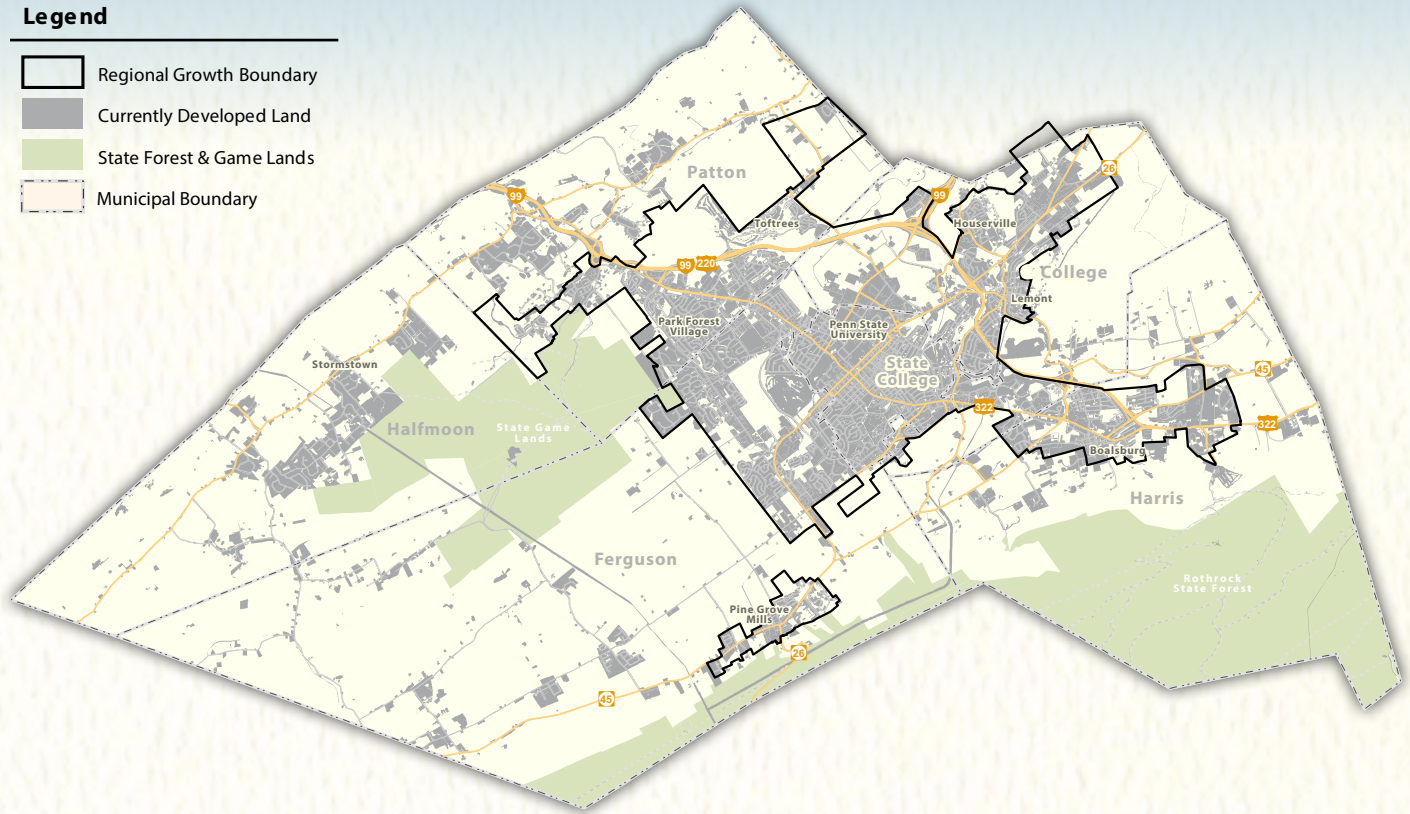 Legend
Regional Growth Boundary
Currently Developed Land
State Forest & Game Lands
Municipal Boundary
Patton
26
99
99
Toftrees
Houserville
99
220
College
Lemont
Park Forest
Village
Penn State
University
Stormstown
State
College
45
322
322
Halfmoon
State Game
Lands
Boalsburg
Harris
Ferguson
Rothrock
State Forest
Pine Grove
Mills
26
45